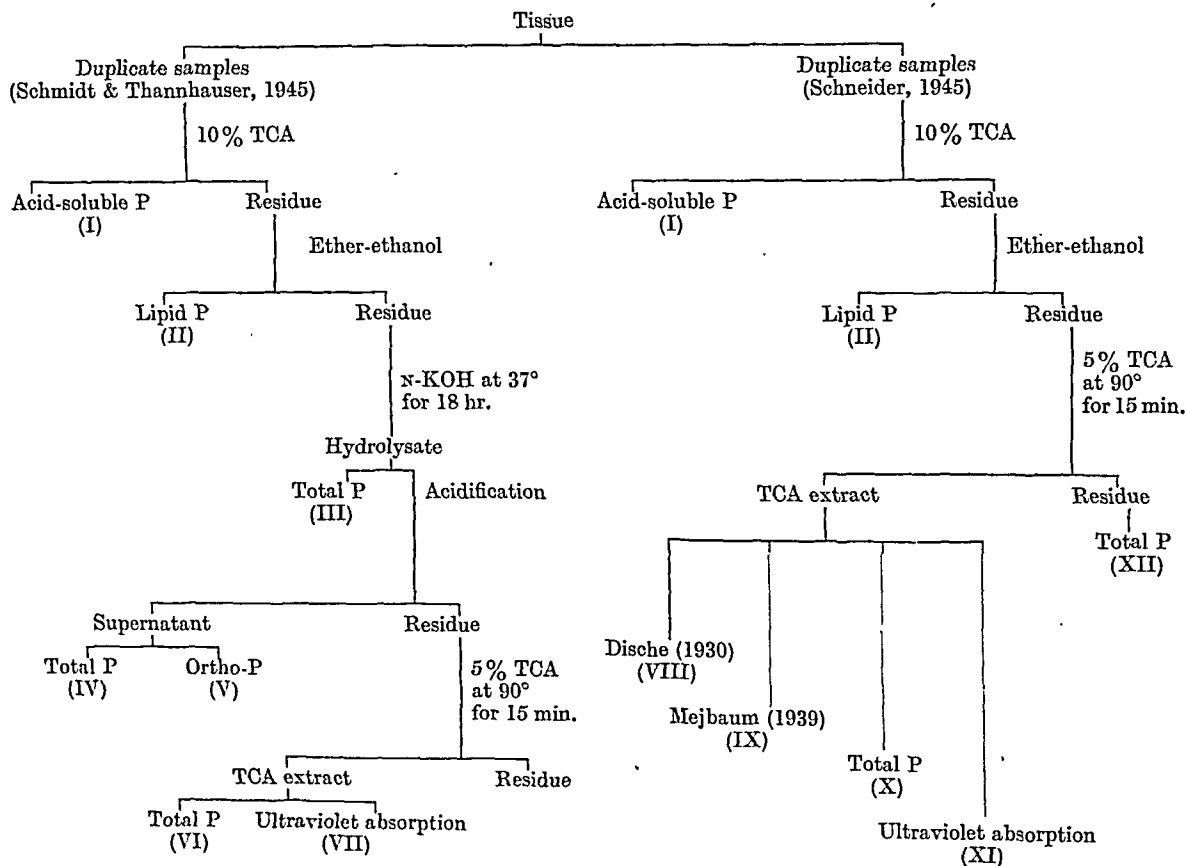 Tissue
Duplicate samples
(Schmidt & Thannhauser, 1945)
10% TCA
Acid-soluble P
(I)
Residue
Ether-ethanol
Lipid P
(II)
Residue
N-KOH at 37°
for 18 hr.
Hydrolysate
Total P
(III)
Acidification
Supernatant
Residue
Total P
(IV)
Ortho-P
(V)
5% TCA
at 90°
for 15 min.
TCA extract
Residue
Total P
(VI)
Ultraviolet absorption
(VII)
Duplicate samples
(Schneider, 1945)
10% TCA
Acid-soluble P
(I)
Residue
Ether-ethanol
Lipid P
(II)
Residue
5% TCA
at 90°
for 15 min.
TCA extract
Residue
Total P
(XII)
Dische (1930)
(VIII)
Mejbaum (1939)
(IX)
Total P
(X)
Ultraviolet absorption
(XI)